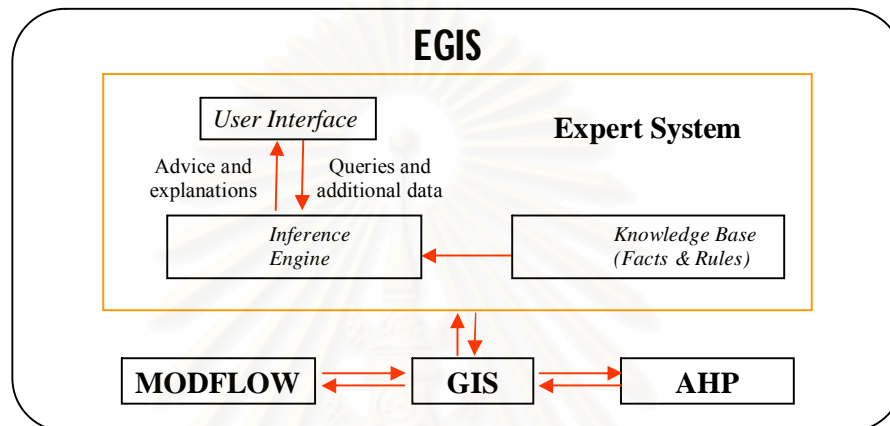 EGIS
User Interface
Expert System
Advice and
explanations
Queries and
additional data
Inference
Engine
Knowledge Base
(Facts & Rules)
MODFLOW
GIS
AHP